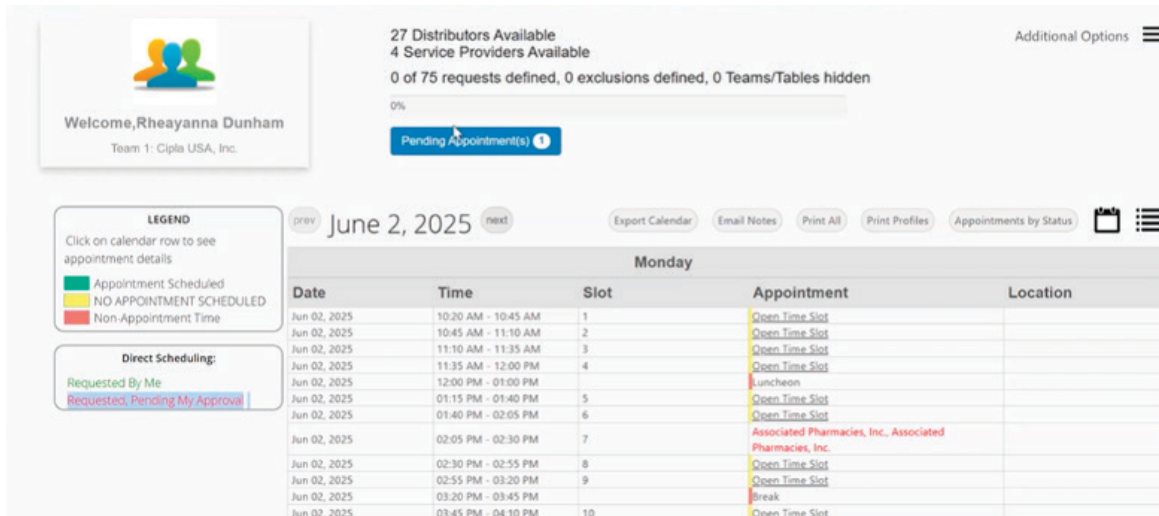 27 Distributors Available
4 Service Providers Available
Additional Options
0 of 75 requests defined, 0 exclusions defined, 0 Teams/Tables hidden
0%
Pending Appointment(s) 1
Welcome,Rheayanna Dunham
Team 1: Cipla USA, Inc.
LEGEND
Click on calendar row to see
appointment details
Appointment Scheduled
NO APPOINTMENT SCHEDULED
Non-Appointment Time
Direct Scheduling:
Requested By Me
Requested, Pending My Approval
prev June 2, 2025 next Export Calendar Email Notes Print All Print Profiles Appointments by Status
Monday
Date Time Slot Appointment Location
Jun 02, 2025 10:20 AM - 10:45 AM 1 Open Time Slot
Jun 02, 2025 10:45 AM - 11:10 AM 2 Open Time Slot
Jun 02, 2025 11:10 AM - 11:35 AM 3 Open Time Slot
Jun 02, 2025 11:35 AM - 12:00 PM 4 Open Time Slot
Jun 02, 2025 12:00 PM - 01:00 PM Luncheon
Jun 02, 2025 01:15 PM - 01:40 PM 5 Open Time Slot
Jun 02, 2025 01:40 PM - 02:05 PM 6 Open Time Slot
Jun 02, 2025 02:05 PM - 02:30 PM 7 Associated Pharmacies, Inc., Associated
Pharmacies, Inc.
Jun 02, 2025 02:30 PM - 02:55 PM 8 Open Time Slot
Jun 02, 2025 02:55 PM - 03:20 PM 9 Open Time Slot
Jun 02, 2025 03:20 PM - 03:45 PM Break
Jun 02, 2025 03:45 PM - 04:10 PM 10 Open Time Slot